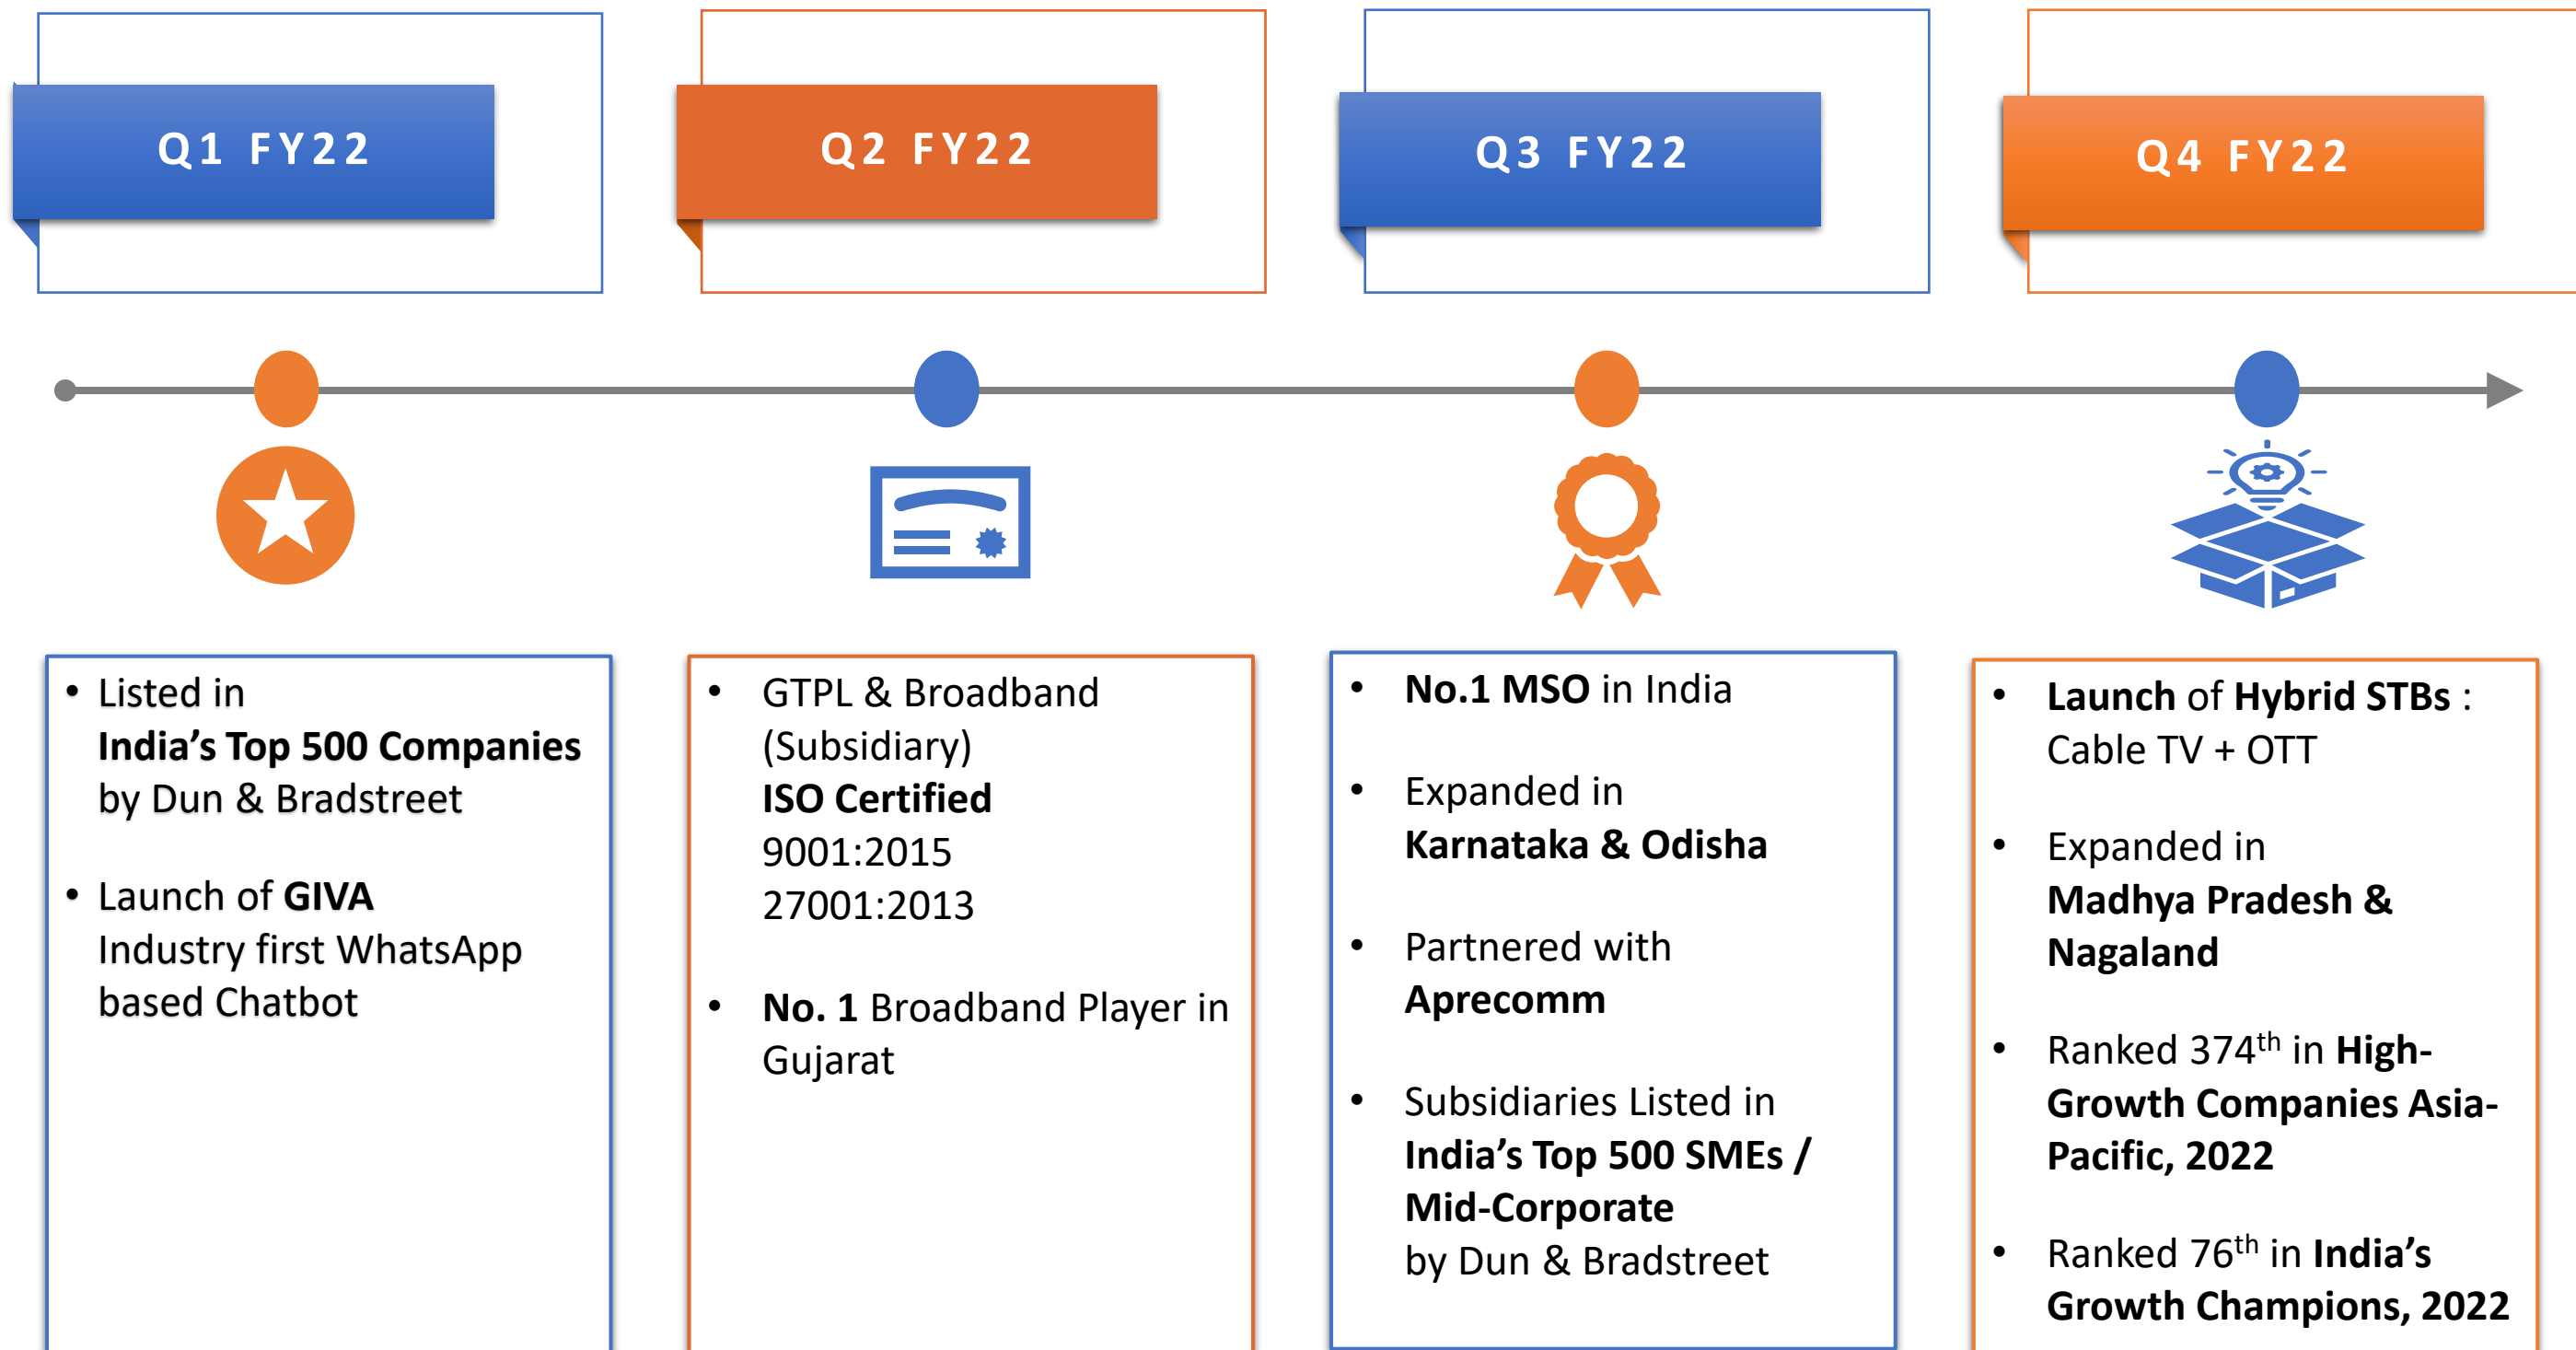 Q1 FY22
Q2 FY22
Q3 FY22
Q4 FY22
• Listed in
India’s Top 500 Companies
by Dun & Bradstreet
• Launch of GIVA
Industry first WhatsApp
based Chatbot
• GTPL & Broadband
(Subsidiary)
ISO Certified
9001:2015
27001:2013
• No. 1 Broadband Player in
Gujarat
• No.1 MSO in India
• Expanded in
Karnataka & Odisha
• Partnered with
Aprecomm
• Subsidiaries Listed in
India’s Top 500 SMEs /
Mid-Corporate
by Dun & Bradstreet
• Launch of Hybrid STBs :
Cable TV + OTT
• Expanded in
Madhya Pradesh &
Nagaland
• Ranked 374th in High-
Growth Companies Asia-
Pacific, 2022
• Ranked 76th in India’s
Growth Champions, 2022